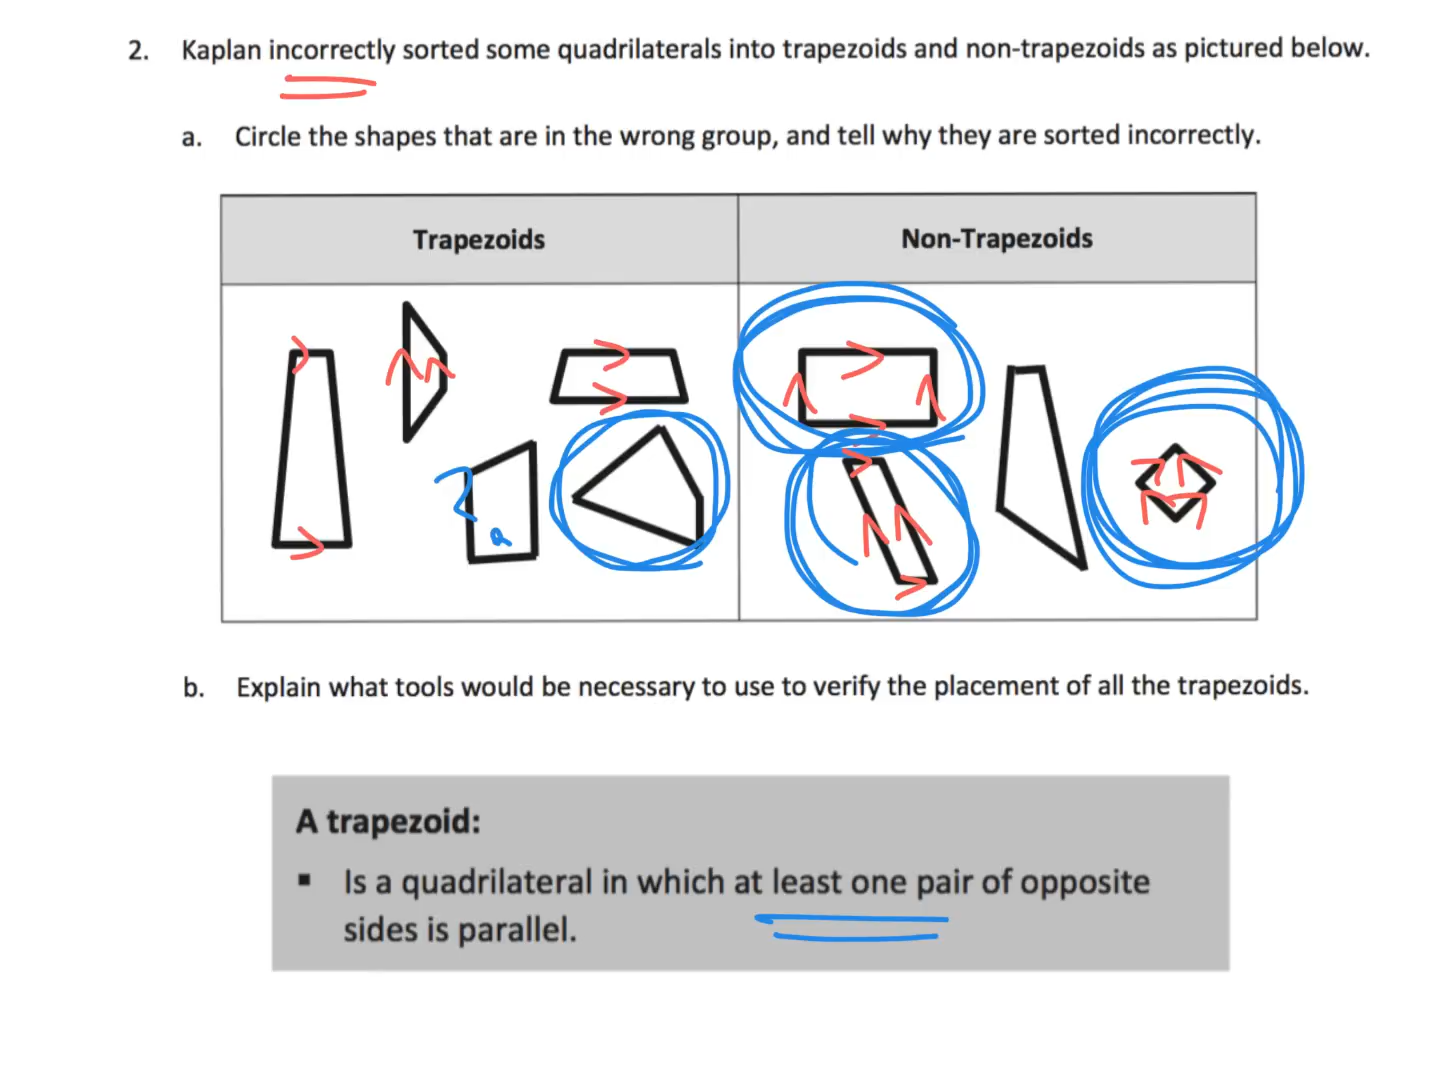 2. Kaplan incorrectly sorted some quadrilaterals into trapezoids and non-trapezoids as pictured below.
a. Circle the shapes that are in the wrong group, and tell why they are sorted incorrectly.
Trapezoids
Non-Trapezoids
b. Explain what tools would be necessary to use to verify the placement of all the trapezoids.
A trapezoid:
▪ Is a quadrilateral in which at least one pair of opposite
sides is parallel.